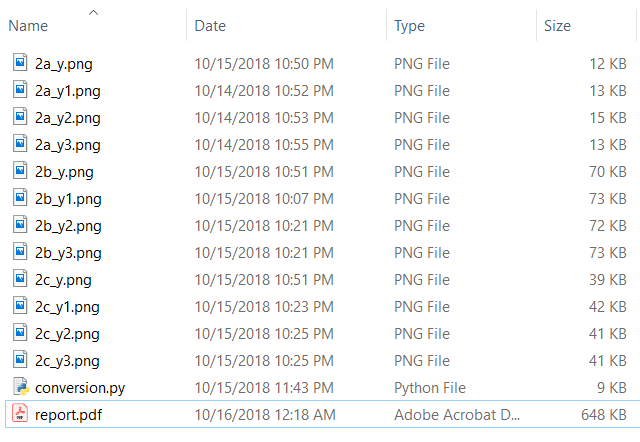 Name Date Type Size
2a_y.png 10/15/2018 10:50 PM PNG File 12 KB
2a_y1.png 10/14/2018 10:52 PM PNG File 13 KB
2a_y2.png 10/14/2018 10:53 PM PNG File 15 KB
2a_y3.png 10/14/2018 10:55 PM PNG File 13 KB
2b_y.png 10/15/2018 10:51 PM PNG File 70 KB
2b_y1.png 10/15/2018 10:07 PM PNG File 73 KB
2b_y2.png 10/15/2018 10:21 PM PNG File 72 KB
2b_y3.png 10/15/2018 10:21 PM PNG File 73 KB
2c_y.png 10/15/2018 10:51 PM PNG File 39 KB
2c_y1.png 10/15/2018 10:23 PM PNG File 42 KB
2c_y2.png 10/15/2018 10:25 PM PNG File 41 KB
2c_y3.png 10/15/2018 10:25 PM PNG File 41 KB
conversion.py 10/15/2018 11:43 PM Python File 9 KB
report.pdf 10/16/2018 12:18 AM Adobe Acrobat D... 648 KB